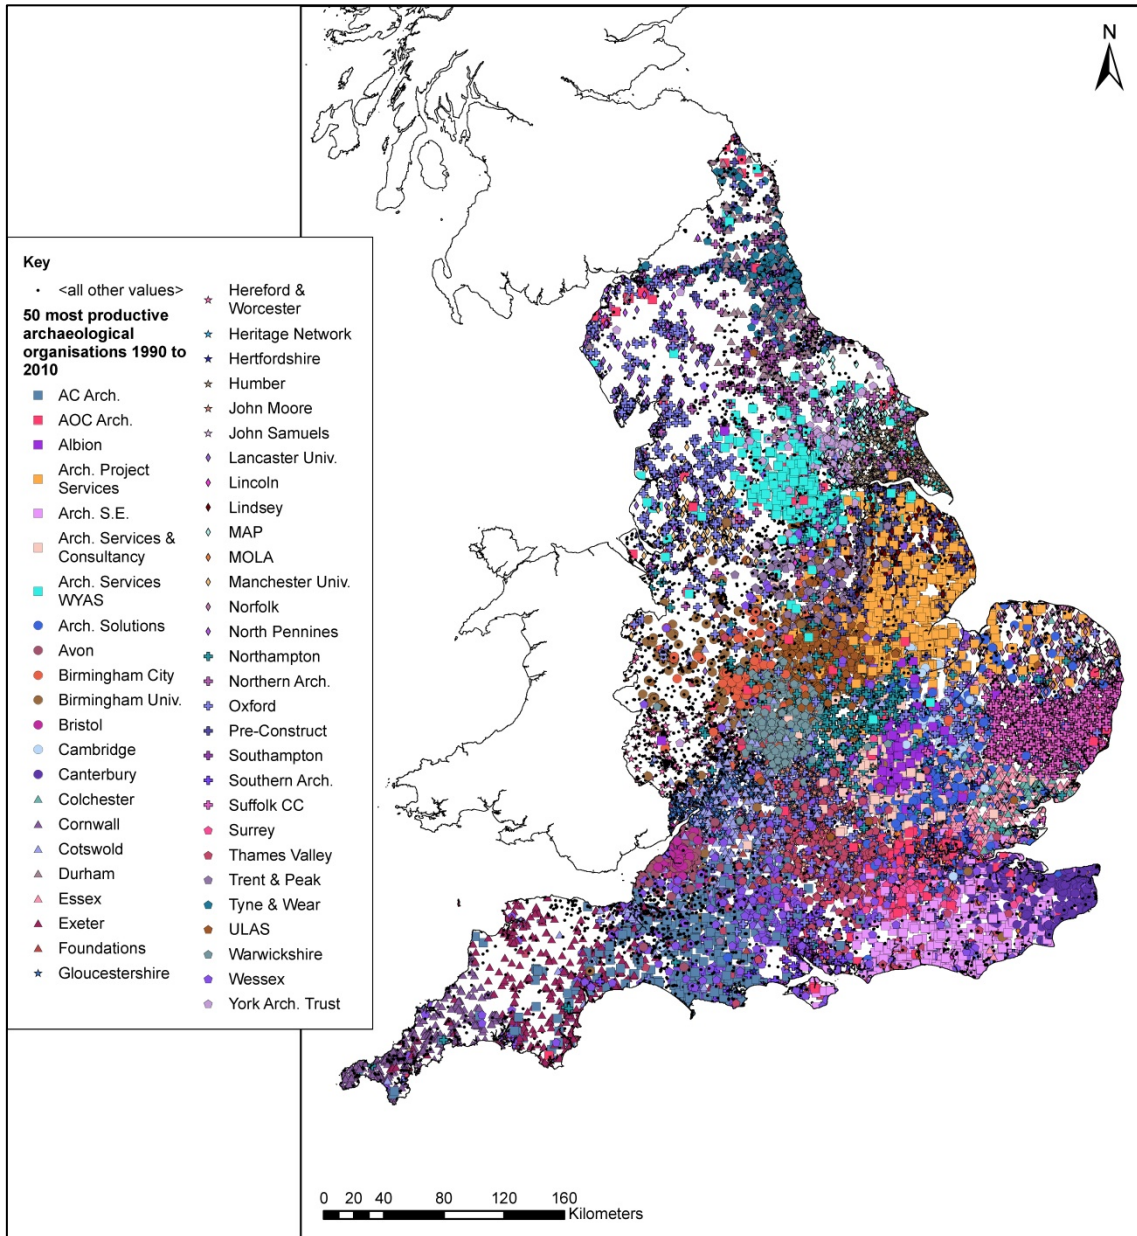 N
Key
<all other values>
50 most productive
archaeological
organisations 1990 to
2010
AC Arch.
AOC Arch.
Albion
Arch. Project
Services
Arch. S.E.
Arch. Services &
Consultancy
Arch. Services
WYAS
Arch. Solutions
Avon
Birmingham City
Birmingham Univ.
Bristol
Cambridge
Canterbury
Colchester
Cornwall
Cotswold
Durham
Essex
Exeter
Foundations
Gloucestershire
Hereford &
Worcester
Heritage Network
Hertfordshire
Humber
John Moore
John Samuels
Lancaster Univ.
Lincoln
Lindsey
MAP
MOLA
Manchester Univ.
Norfolk
North Pennines
Northampton
Northern Arch.
Oxford
Pre-Construct
Southampton
Southern Arch.
Suffolk CC
Surrey
Thames Valley
Trent & Peak
Tyne & Wear
ULAS
Warwickshire
Wessex
York Arch. Trust
0 20 40 80 120 160
Kilometers